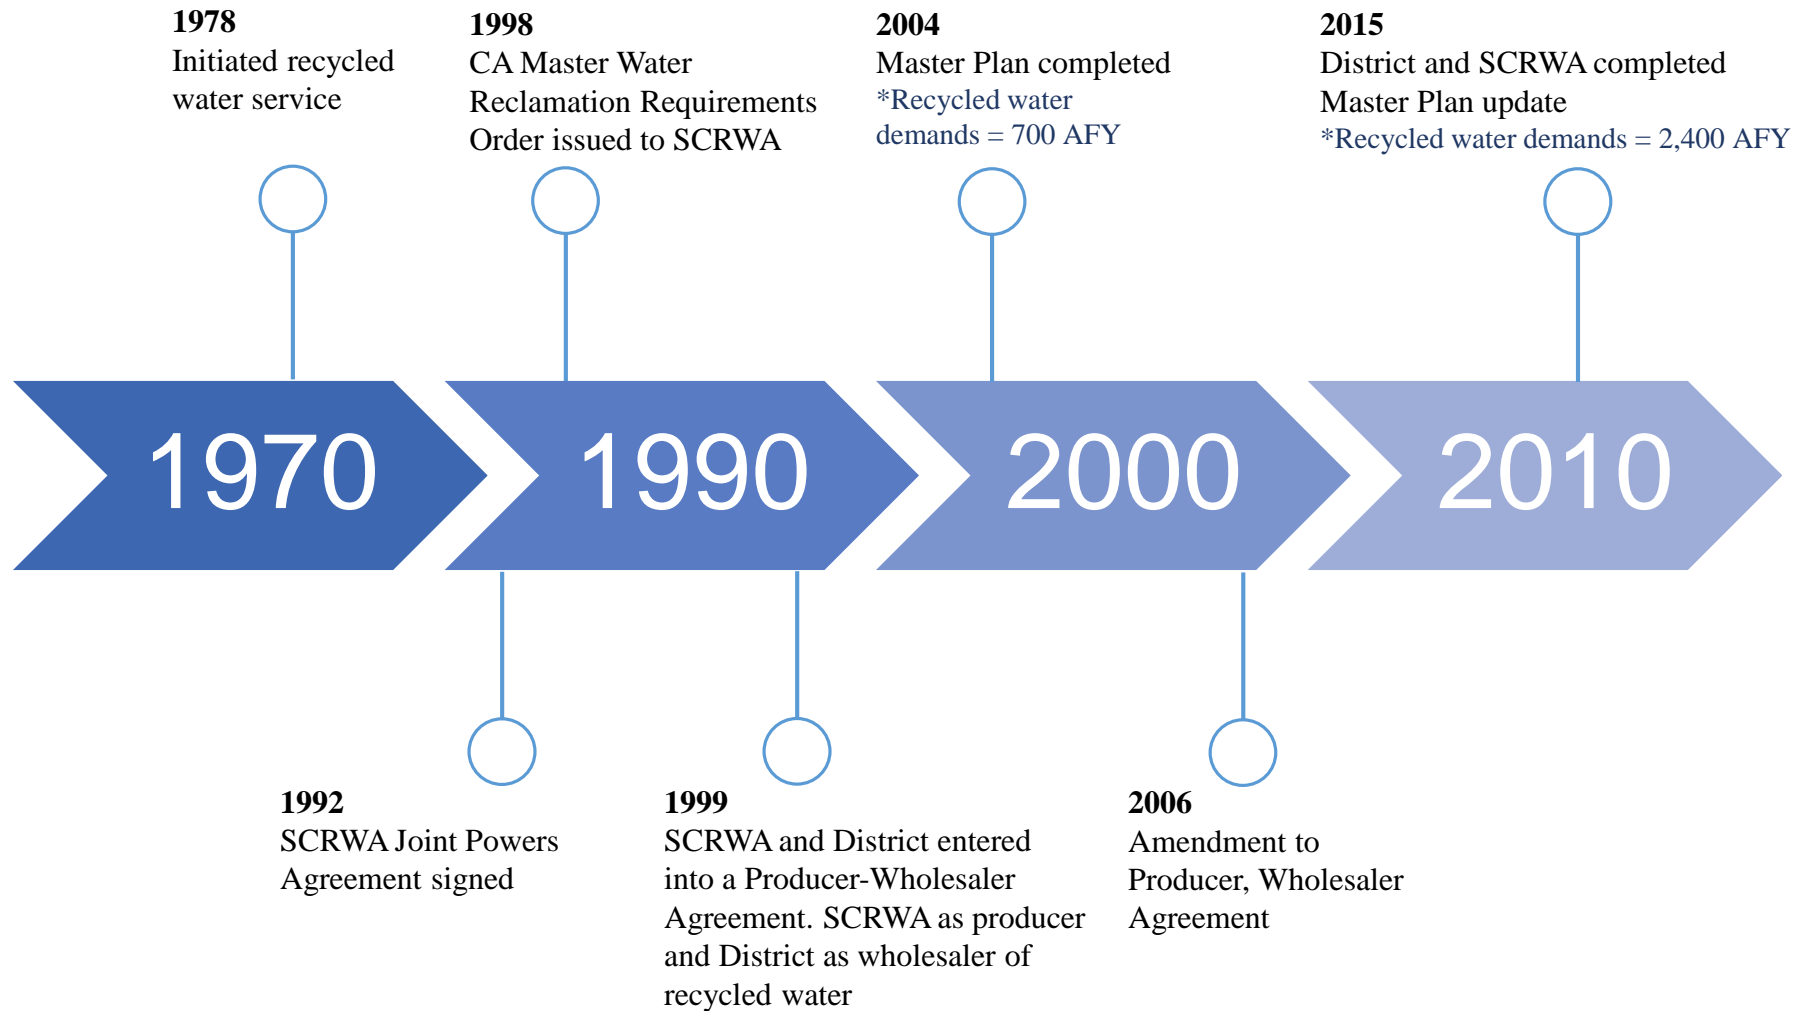 1978
Initiated recycled
water service
1998
CA Master Water
Reclamation Requirements
Order issued to SCRWA
2004
Master Plan completed
*Recycled water
demands = 700 AFY
2015
District and SCRWA completed
Master Plan update
*Recycled water demands = 2,400 AFY
1970
1990
2000
2010
1992
SCRWA Joint Powers
Agreement signed
1999
SCRWA and District entered
into a Producer-Wholesaler
Agreement. SCRWA as producer
and District as wholesaler of
recycled water
2006
Amendment to
Producer, Wholesaler
Agreement